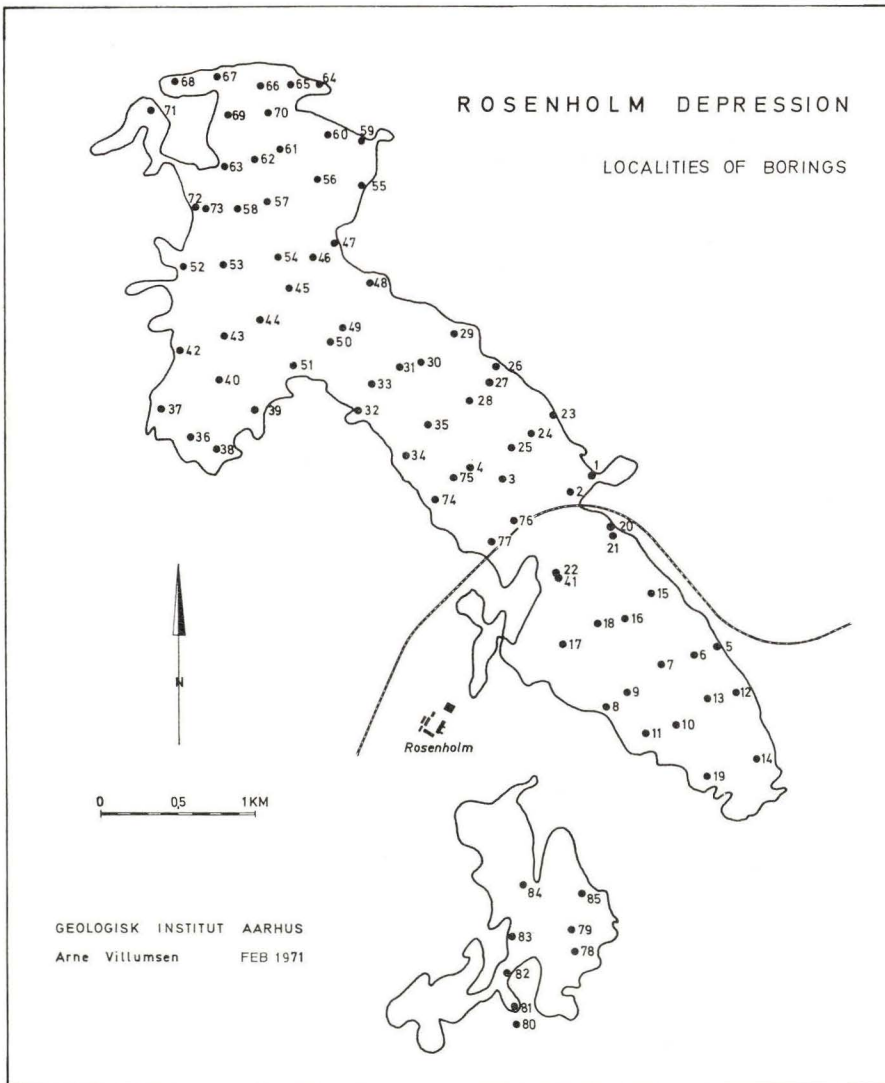 ROSENHOLM DEPRESSION
LOCALITIES OF BORINGS
68 67 66 65 64
71 69 70
60 59
61
63 62
56 55
72 73 58 57
47
52 53 54 46
45 48
44 49 29
42 43 50
51 31 30 26
40 33 27
37 39 32 28 23
36 35 24
38 34 25
4 1
75 3 2
74 76 20
77 21
22
41
15
18 16
17 6 5
7
9 13 12
8
11 10
14
19
N
Rosenholm
0 0,5 1 KM
84 85
83 79
78
82
81
80
GEOLOGISK INSTITUT AARHUS
Arne Villumsen FEB 1971